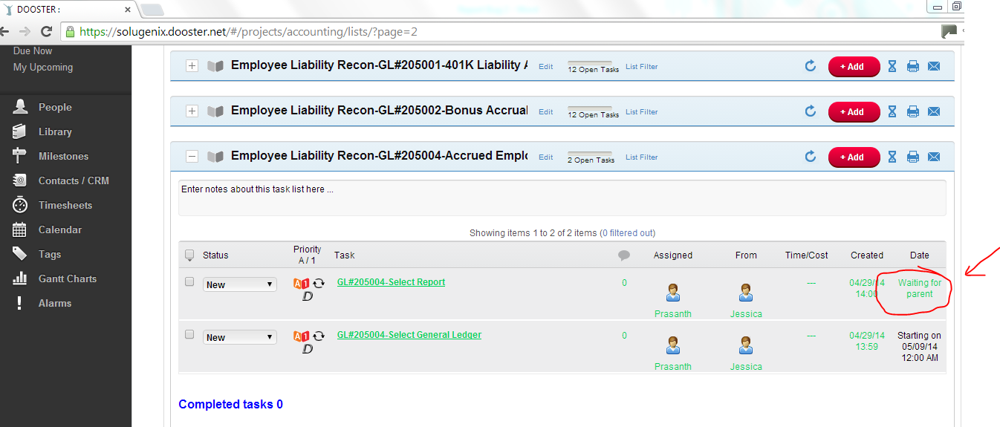 DOOSTER :
https://solugenix.dooster.net/#/projects/accounting/lists/?page=2
Due Now
My Upcoming
People
Library
Milestones
Contacts / CRM
Timesheets
Calendar
Tags
Gantt Charts
Alarms
Employee Liability Recon-GL#205001-401K Liability A Edit 12 Open Tasks List Filter + Add
Employee Liability Recon-GL#205002-Bonus Accrual Edit 12 Open Tasks List Filter + Add
Employee Liability Recon-GL#205004-Accrued Emplo Edit 2 Open Tasks List Filter + Add
Enter notes about this task list here ...
Showing items 1 to 2 of 2 items (0 filtered out)
Status Priority Task Assigned From Time/Cost Created Date
A / 1
New A1 GL#205004-Select Report 0 --- 04/29/14 Waiting for
D 14:00 parent
Prasanth Jessica
New A1 GL#205004-Select General Ledger 0 --- 04/29/14 Starting on
D 13:59 05/09/14
12:00 AM
Prasanth Jessica
Completed tasks 0